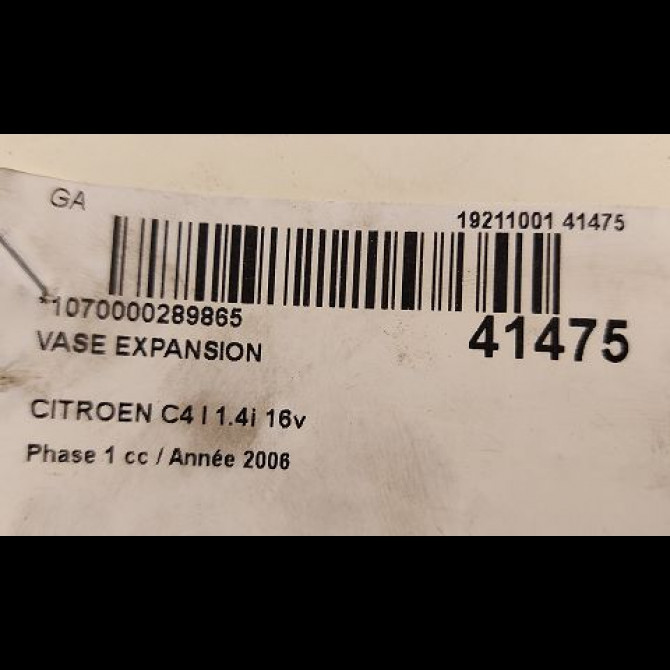 GA
19211001 41475
*1070000289865
41475
VASE EXPANSION
CITROEN C4 I 1.4i 16v
Phase 1 cc / Année 2006